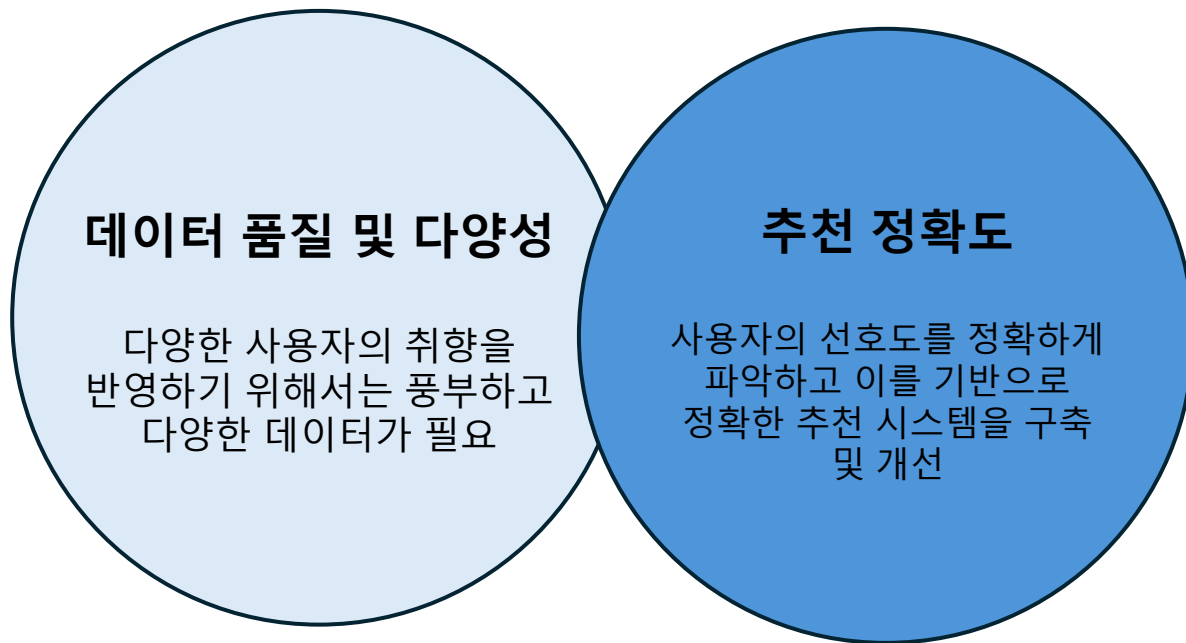 데이터 품질 및 다양성
다양한 사용자의 취향을
반영하기 위해서는 풍부하고
다양한 데이터가 필요
추천 정확도
사용자의 선호도를 정확하게
파악하고 이를 기반으로
정확한 추천 시스템을 구축
및 개선